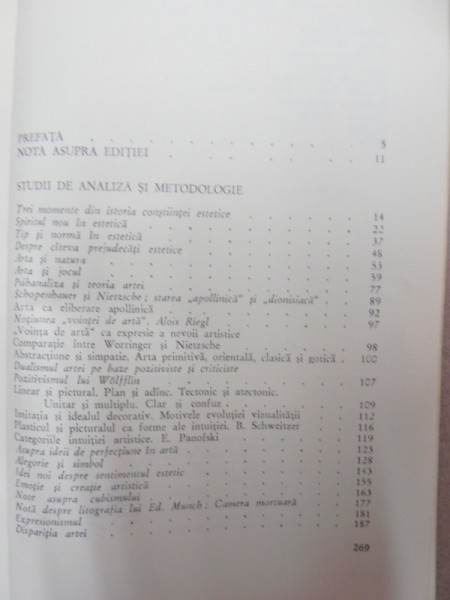 PREFAȚĂ . . . . . . . . . . 5
NOTĂ ASUPRA EDIȚIEI . . . . . . . 11
STUDII DE ANALIZĂ ȘI METODOLOGIE
Trei momente din istoria conștiinței estetice . . . . 14
Spiritul nou în estetică . . . . . . . . 22
Tip și normă în estetică . . . . . . . . 37
Despre cîteva prejudecăți estetice . . . . . . 48
Arta și natura . . . . . . . . . . 53
Arta și jocul . . . . . . . . . . 59
Psihanaliza și teoria artei . . . . . . . 77
Schopenhauer și Nietzsche ; starea „apollinică" și „dionisiacă" . 89
Arta ca eliberare apollinică . . . . . . . 92
Noțiunea „voinței de artă". Alois Riegl . . . . . 97
„Voința de artă" ca expresie a nevoii artistice
Comparație între Worringer și Nietzsche . . . . 98
Abstracțiune și simpatie. Arta primitivă, orientală, clasică și gotică . 100
Dualismul artei pe baze pozitiviste și criticiste
Pozitivismul lui Wölfflin . . . . . . . 107
Linear și pictural. Plan și adînc. Tectonic și atectonic.
Unitar și multiplu. Clar și confuz . . . . . 109
Imitația și idealul decorativ. Motivele evoluției vizualității . . 112
Plasticul și picturalul ca forme ale intuiției. B. Schweitzer . . 116
Categoriile intuiției artistice. E. Panofski . . . . 119
Asupra ideii de perfecțiune în artă . . . . . . 123
Alegorie și simbol . . . . . . . . . 128
Idei noi despre sentimentul estetic . . . . . . 143
Emoție și creație artistică . . . . . . . 155
Note asupra cubismului . . . . . . . . 163
Notă despre litografia lui Ed. Munch : Camera mortuară . . 177
Expresionismul . . . . . . . . . . 181
Dispariția artei . . . . . . . . . . 187
269